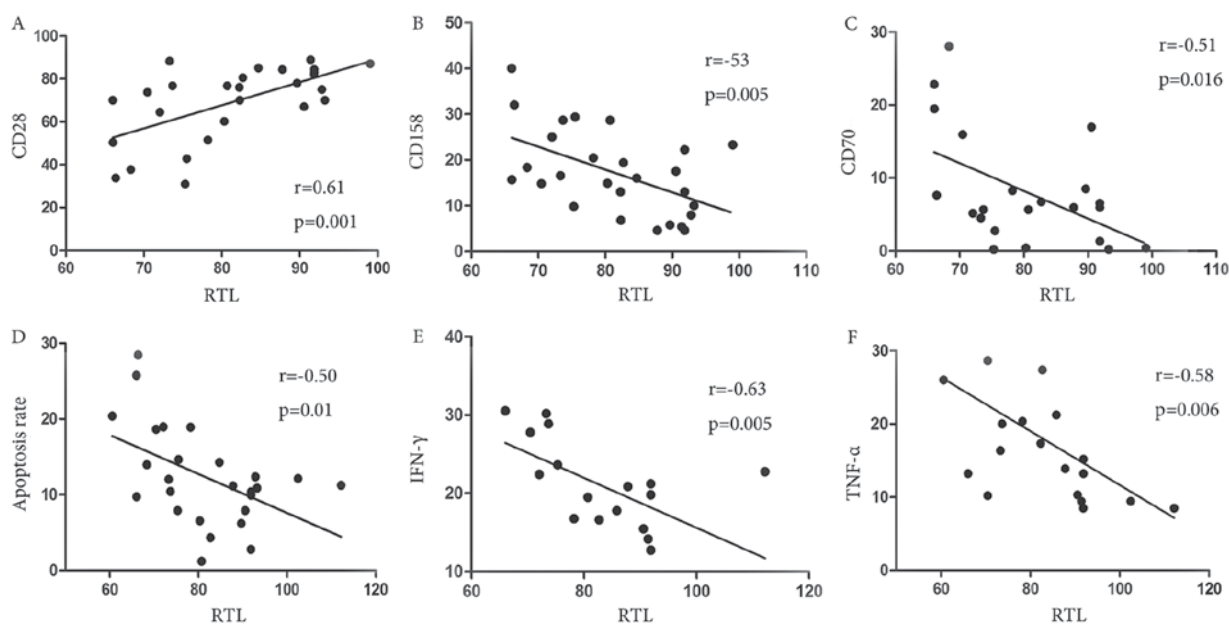 A
CD28
100
80
60
40
20
0
r=0.61
p=0.001
60
70
80
90
100
RTL
B
CD158
50
40
30
20
10
0
r=-53
p=0.005
60
70
80
90
100
110
RTL
C
CD70
30
20
10
0
r=-0.51
p=0.016
60
70
80
90
100
110
RTL
D
Apoptosis rate
30
20
10
0
r=-0.50
p=0.01
60
80
100
120
RTL
E
IFN-γ
40
30
20
10
r=-0.63
p=0.005
60
70
80
90
100
110
120
RTL
F
TNF-α
30
20
10
0
r=-0.58
p=0.006
60
80
100
120
RTL